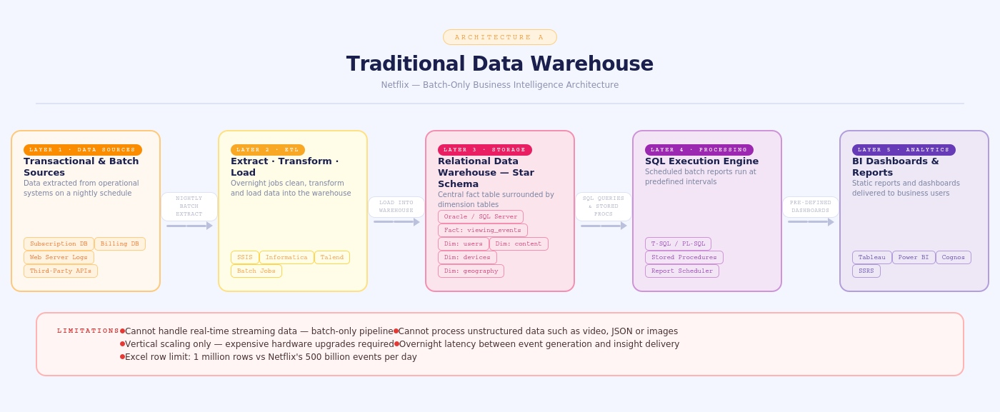 ARCHITECTURE A
Traditional Data Warehouse
Netflix — Batch-Only Business Intelligence Architecture
LAYER 1 · DATA SOURCES
Transactional & Batch
Sources
Data extracted from operational
systems on a nightly schedule
Subscription DB Billing DB
Web Server Logs
Third-Party APIs
NIGHTLY
BATCH
EXTRACT
LAYER 2 · ETL
Extract · Transform ·
Load
Overnight jobs clean, transform
and load data into the warehouse
SSIS Informatica Talend
Batch Jobs
LOAD INTO
WAREHOUSE
LAYER 3 · STORAGE
Relational Data
Warehouse — Star
Schema
Central fact table surrounded by
dimension tables
Oracle / SQL Server
Fact: viewing_events
Dim: users Dim: content
Dim: devices
Dim: geography
SQL QUERIES
& STORED
PROCS
LAYER 4 · PROCESSING
SQL Execution Engine
Scheduled batch reports run at
predefined intervals
T-SQL / PL-SQL
Stored Procedures
Report Scheduler
PRE-DEFINED
DASHBOARDS
LAYER 5 · ANALYTICS
BI Dashboards &
Reports
Static reports and dashboards
delivered to business users
Tableau Power BI Cognos
SSRS
LIMITATIONS Cannot handle real-time streaming data — batch-only pipeline Cannot process unstructured data such as video, JSON or images
Vertical scaling only — expensive hardware upgrades required Overnight latency between event generation and insight delivery
Excel row limit: 1 million rows vs Netflix's 500 billion events per day